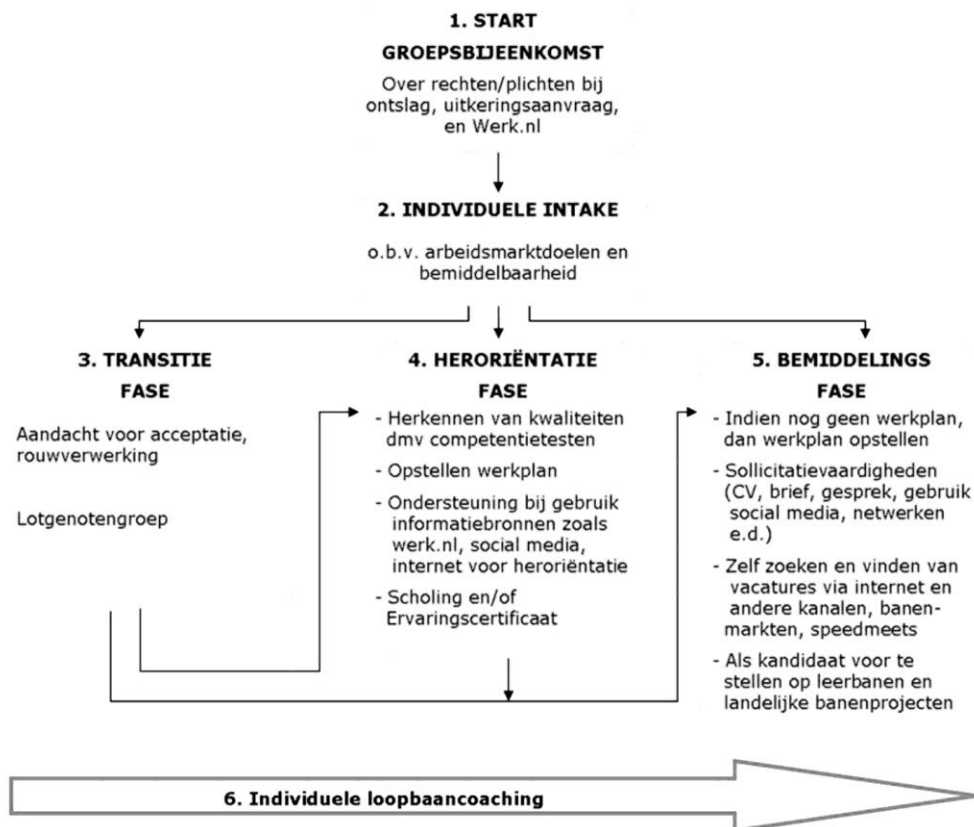 1. START
GROEPSBIJEENKOMST
Over rechten/plichten bij
ontslag, uitkeringsaanvraag,
en Werk.nl
2. INDIVIDUELE INTAKE
o.b.v. arbeidsmarktdoelen en
bemiddelbaarheid
3. TRANSITIE
FASE
Aandacht voor acceptatie,
rouwverwerking
Lotgenotengroep
4. HERORIËNTATIE
FASE
- Herkennen van kwaliteiten
dmv competentietesten
- Opstellen werkplan
- Ondersteuning bij gebruik
informatiebronnen zoals
werk.nl, social media,
internet voor heroriëntatie
- Scholing en/of
Ervaringscertificaat
5. BEMIDDELINGS
FASE
- Indien nog geen werkplan,
dan werkplan opstellen
- Sollicitatievaardigheden
(CV, brief, gesprek, gebruik
social media, netwerken
e.d.)
- Zelf zoeken en vinden van
vacatures via internet en
andere kanalen, banen-
markten, speedmeets
- Als kandidaat voor te
stellen op leerbanen en
landelijke banenprojecten
6. Individuele loopbaancoaching